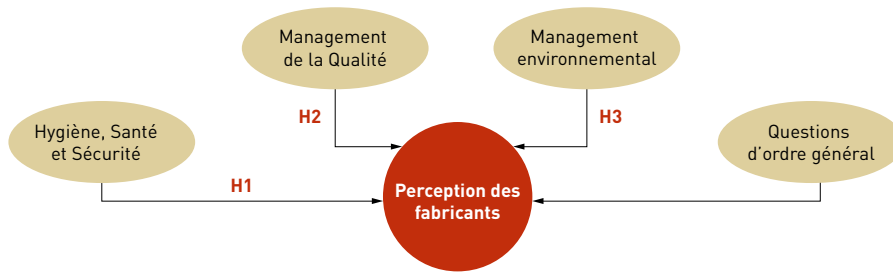 Management
de la Qualité
Management
environnemental
H2
H3
Hygiène, Santé
et Sécurité
Questions
d’ordre général
H1
Perception des
fabricants